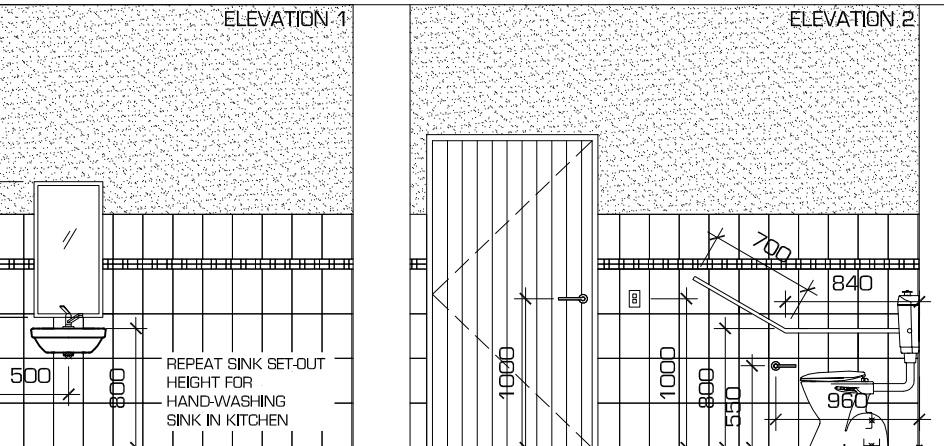 ELEVATION 1
ELEVATION 2
700
840
500
800
REPEAT SINK SET-OUT
HEIGHT FOR
HAND-WASHING
SINK IN KITCHEN
1000
1000
800
550
960